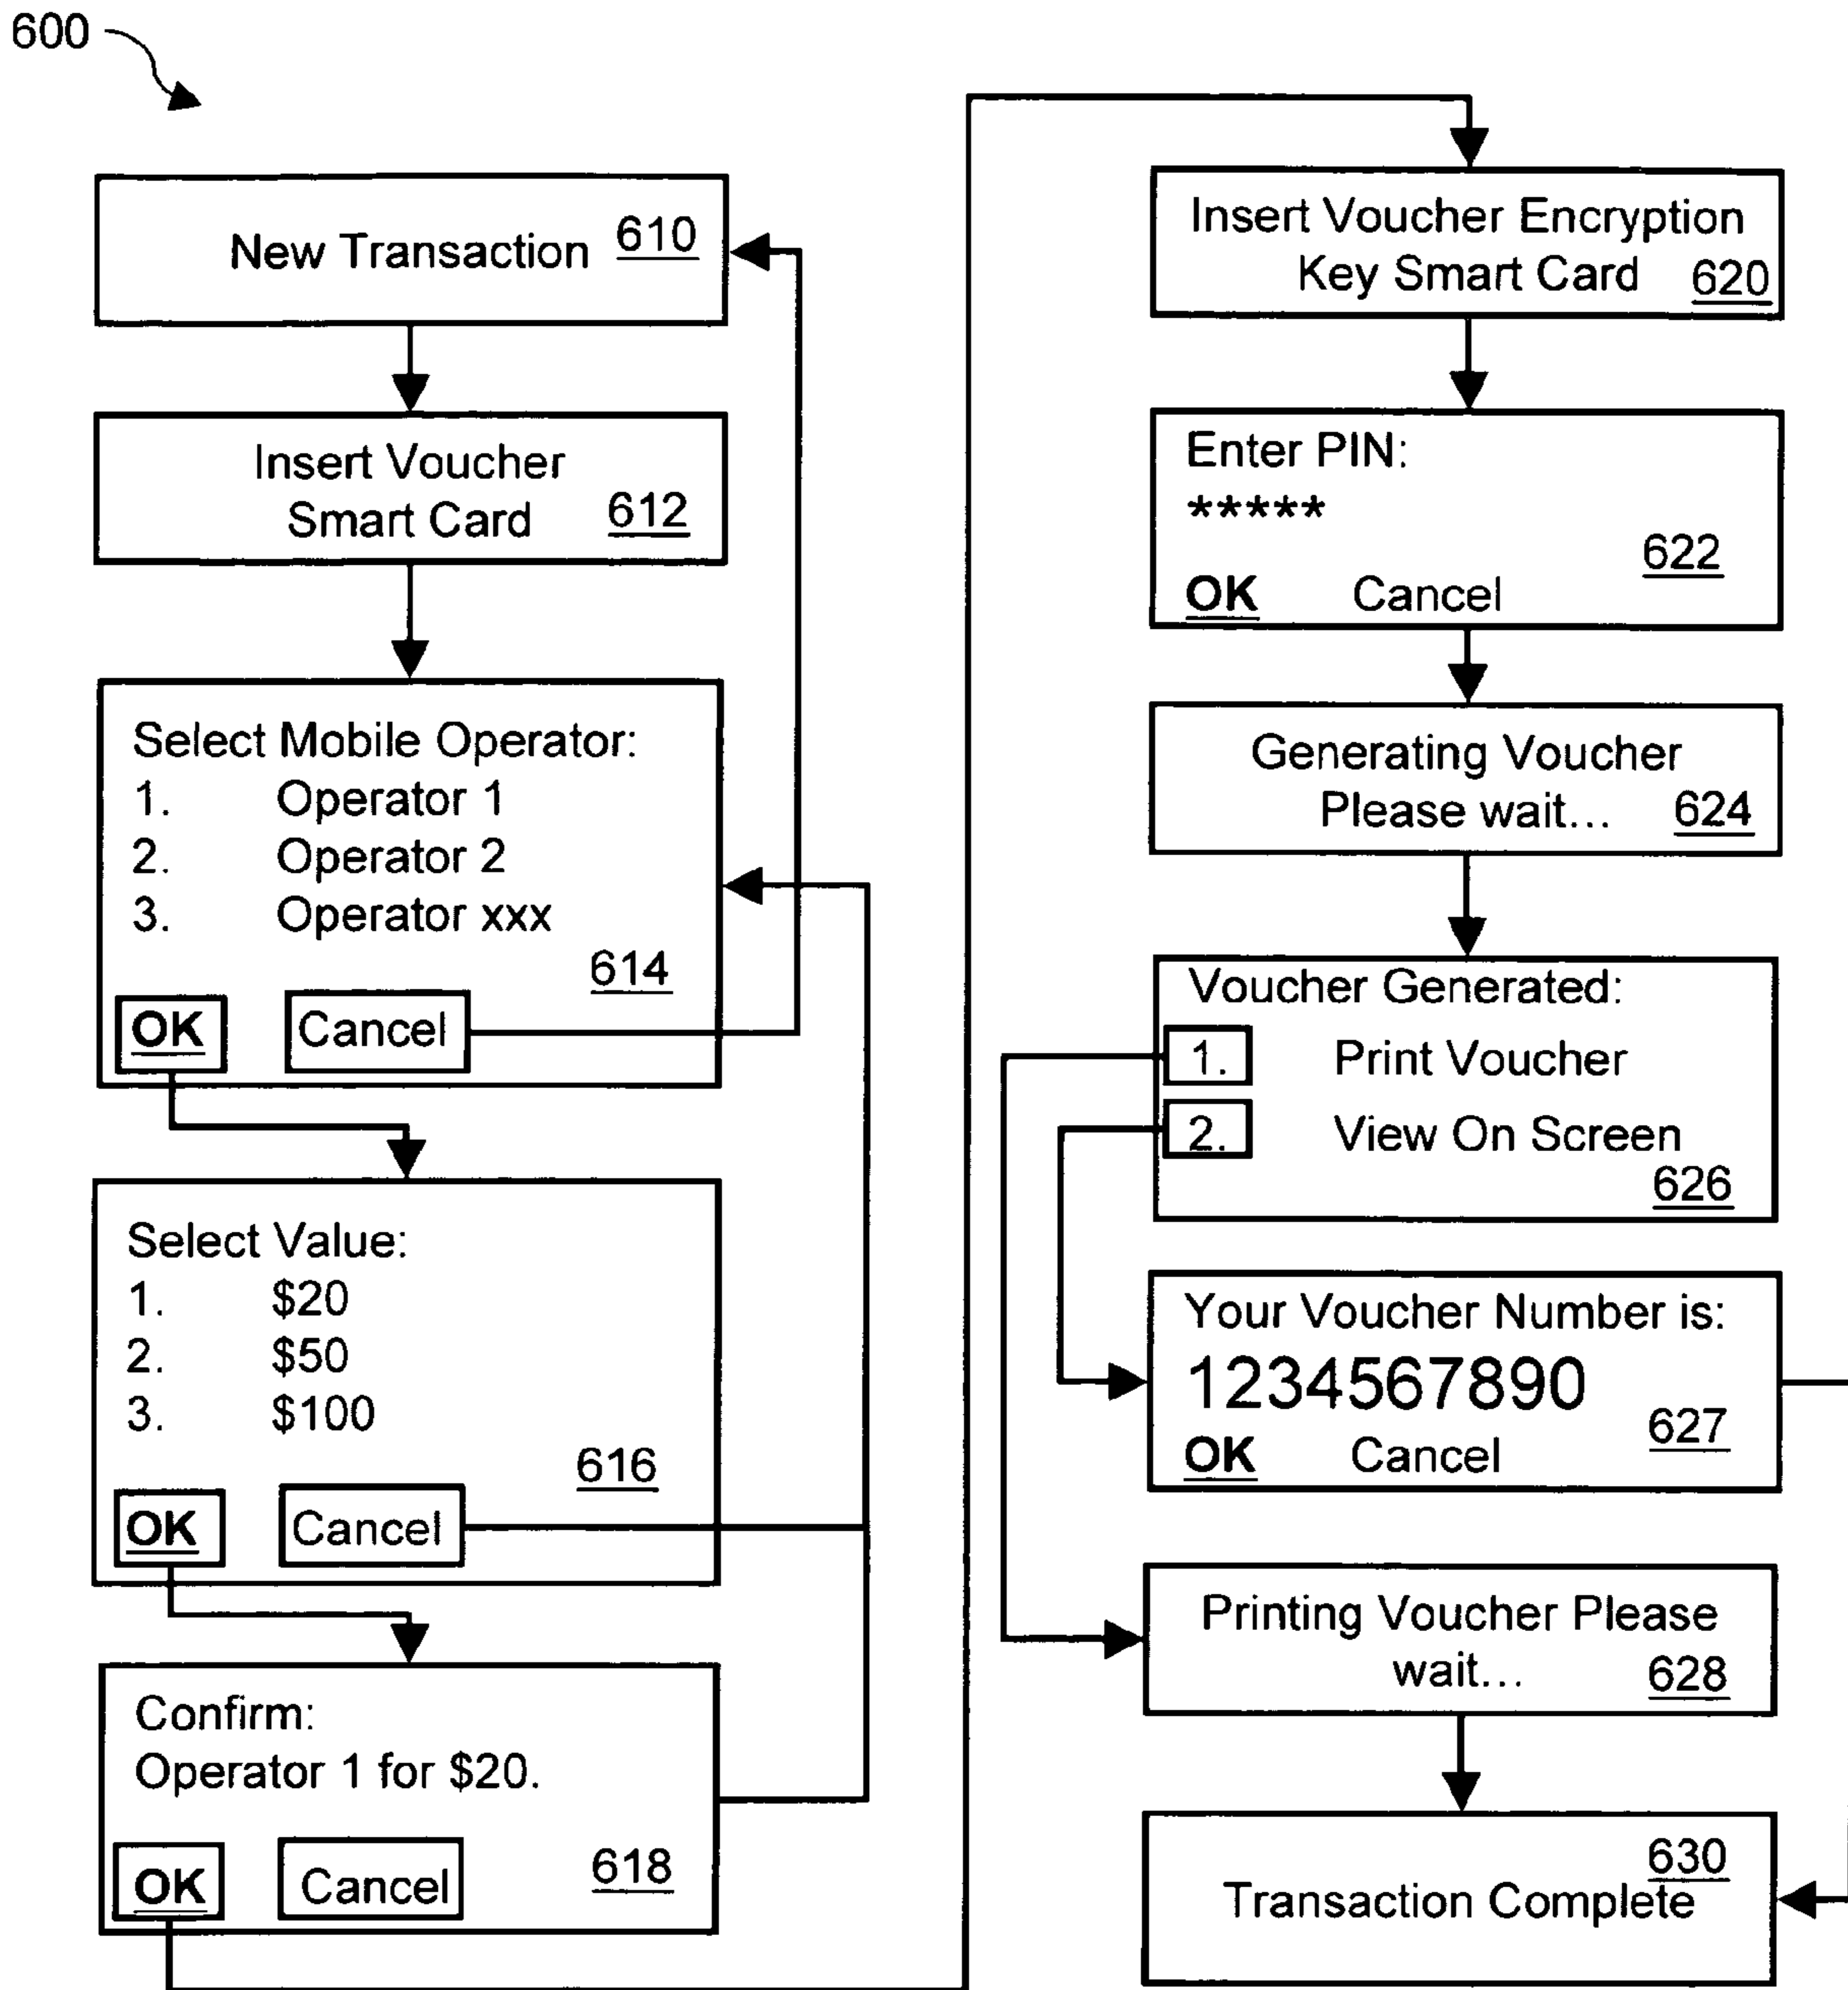 600
New Transaction 610
Insert Voucher
Smart Card 612
Select Mobile Operator:
1. Operator 1
2. Operator 2
3. Operator xxx
614
OK Cancel
Select Value:
1. $20
2. $50
3. $100
616
OK Cancel
Confirm:
Operator 1 for $20.
618
OK Cancel
Insert Voucher Encryption
Key Smart Card 620
Enter PIN:
*****
622
OK Cancel
Generating Voucher
Please wait... 624
Voucher Generated:
1. Print Voucher
2. View On Screen
626
Your Voucher Number is:
1234567890
627
OK Cancel
Printing Voucher Please
wait... 628
630
Transaction Complete